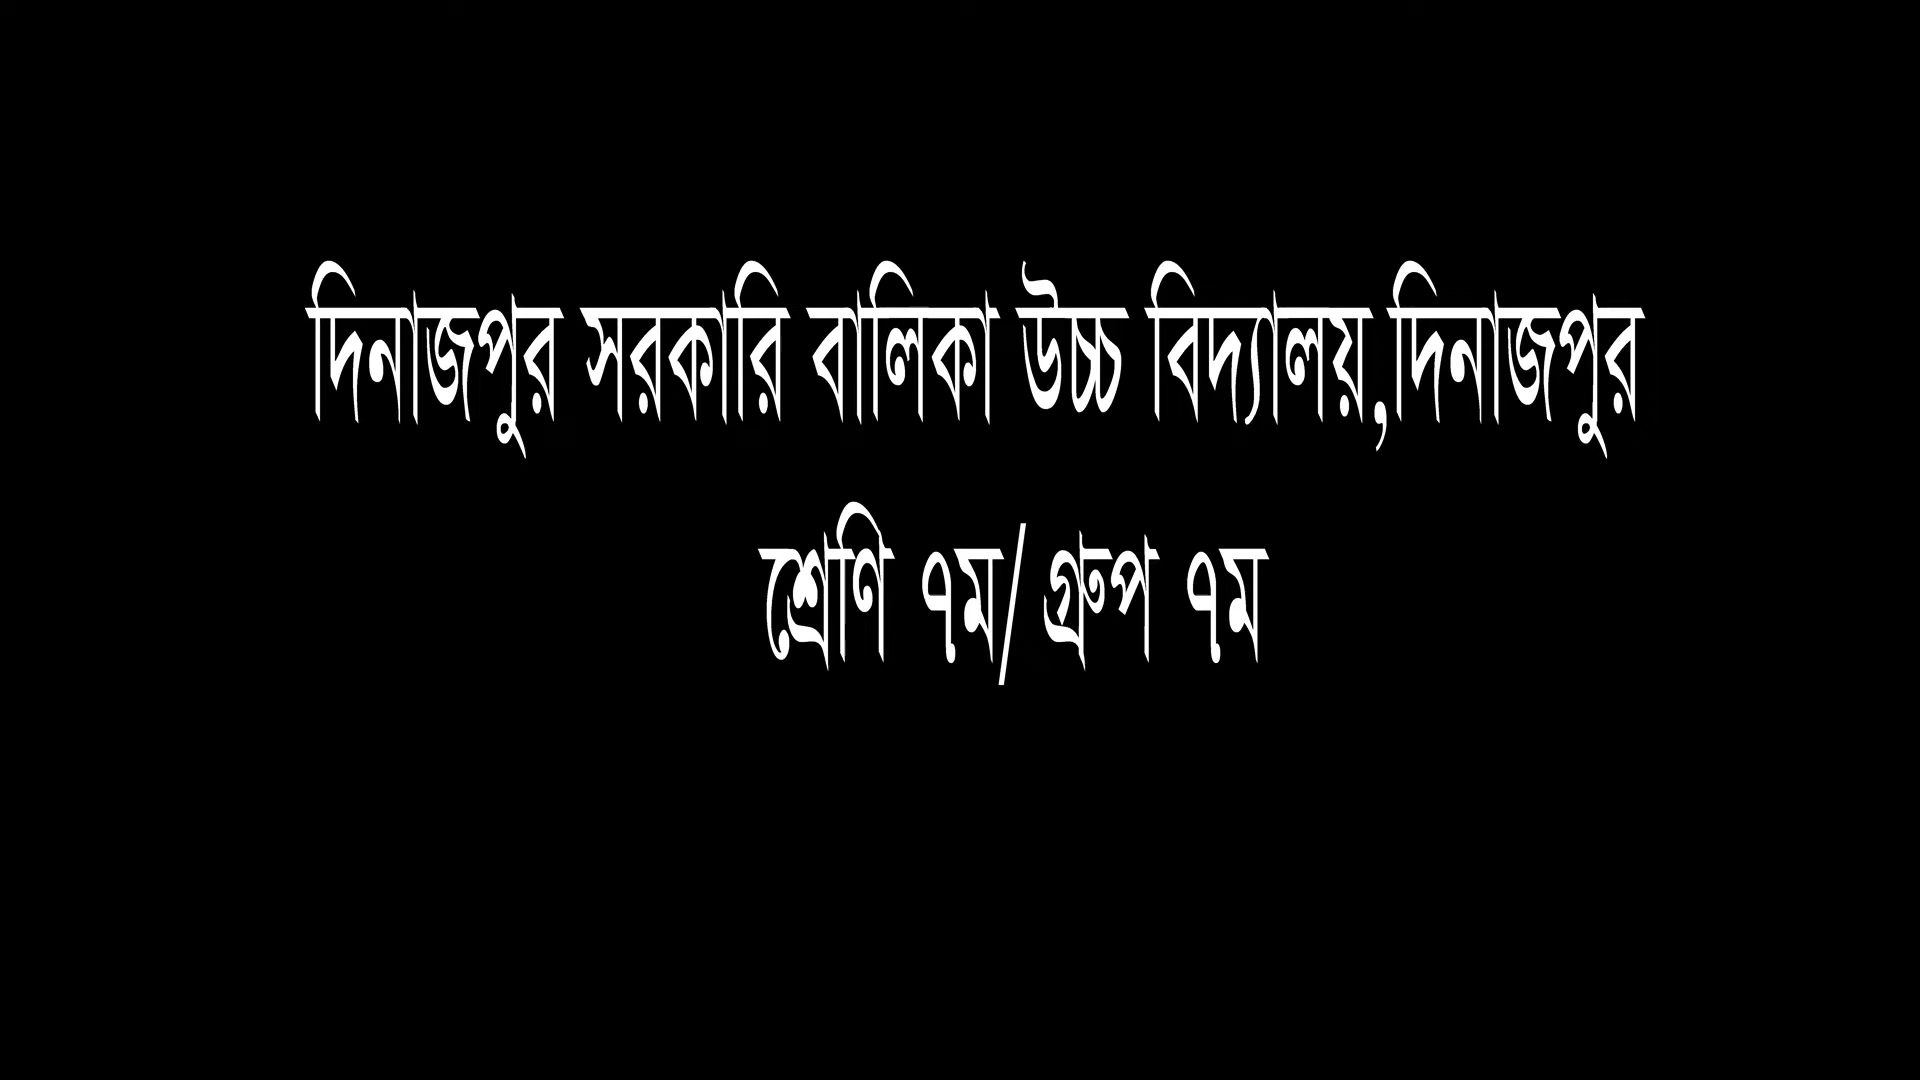 দিনাজপুর সরকারি বালিকা উচ্চ বিদ্যালয়,দিনাজপুর
শ্রেণি ৭ম/ গ্রুপ ৭ম